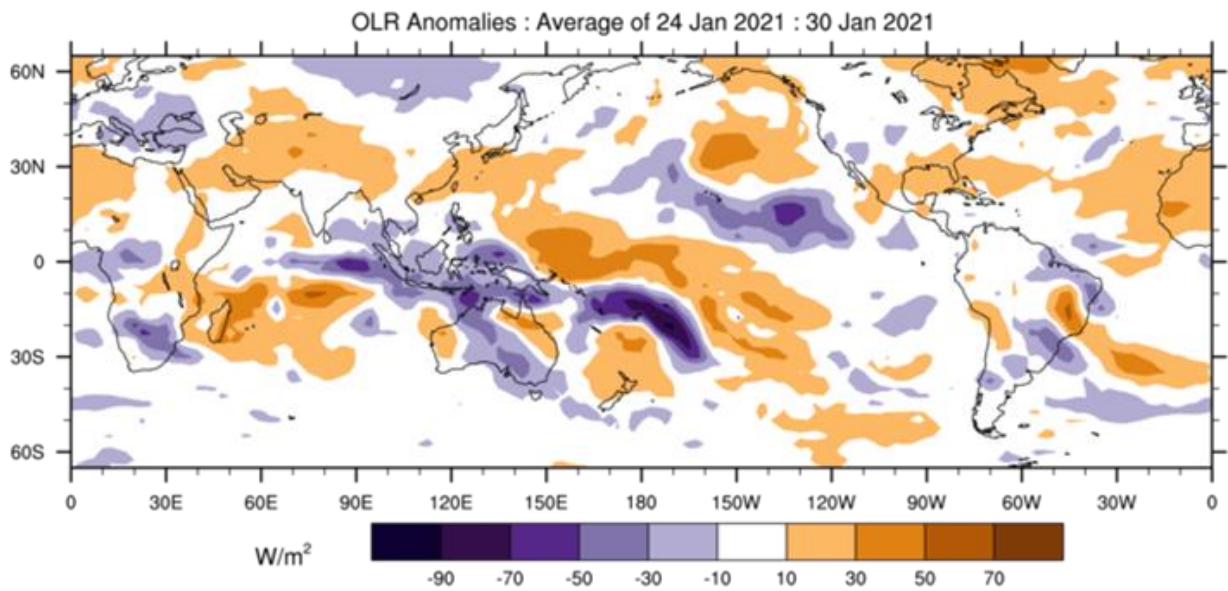 OLR Anomalies : Average of 24 Jan 2021 : 30 Jan 2021
60N
30N
0
30S
60S
0 30E 60E 90E 120E 150E 180 150W 120W 90W 60W 30W 0
W/m²
-90 -70 -50 -30 -10 10 30 50 70